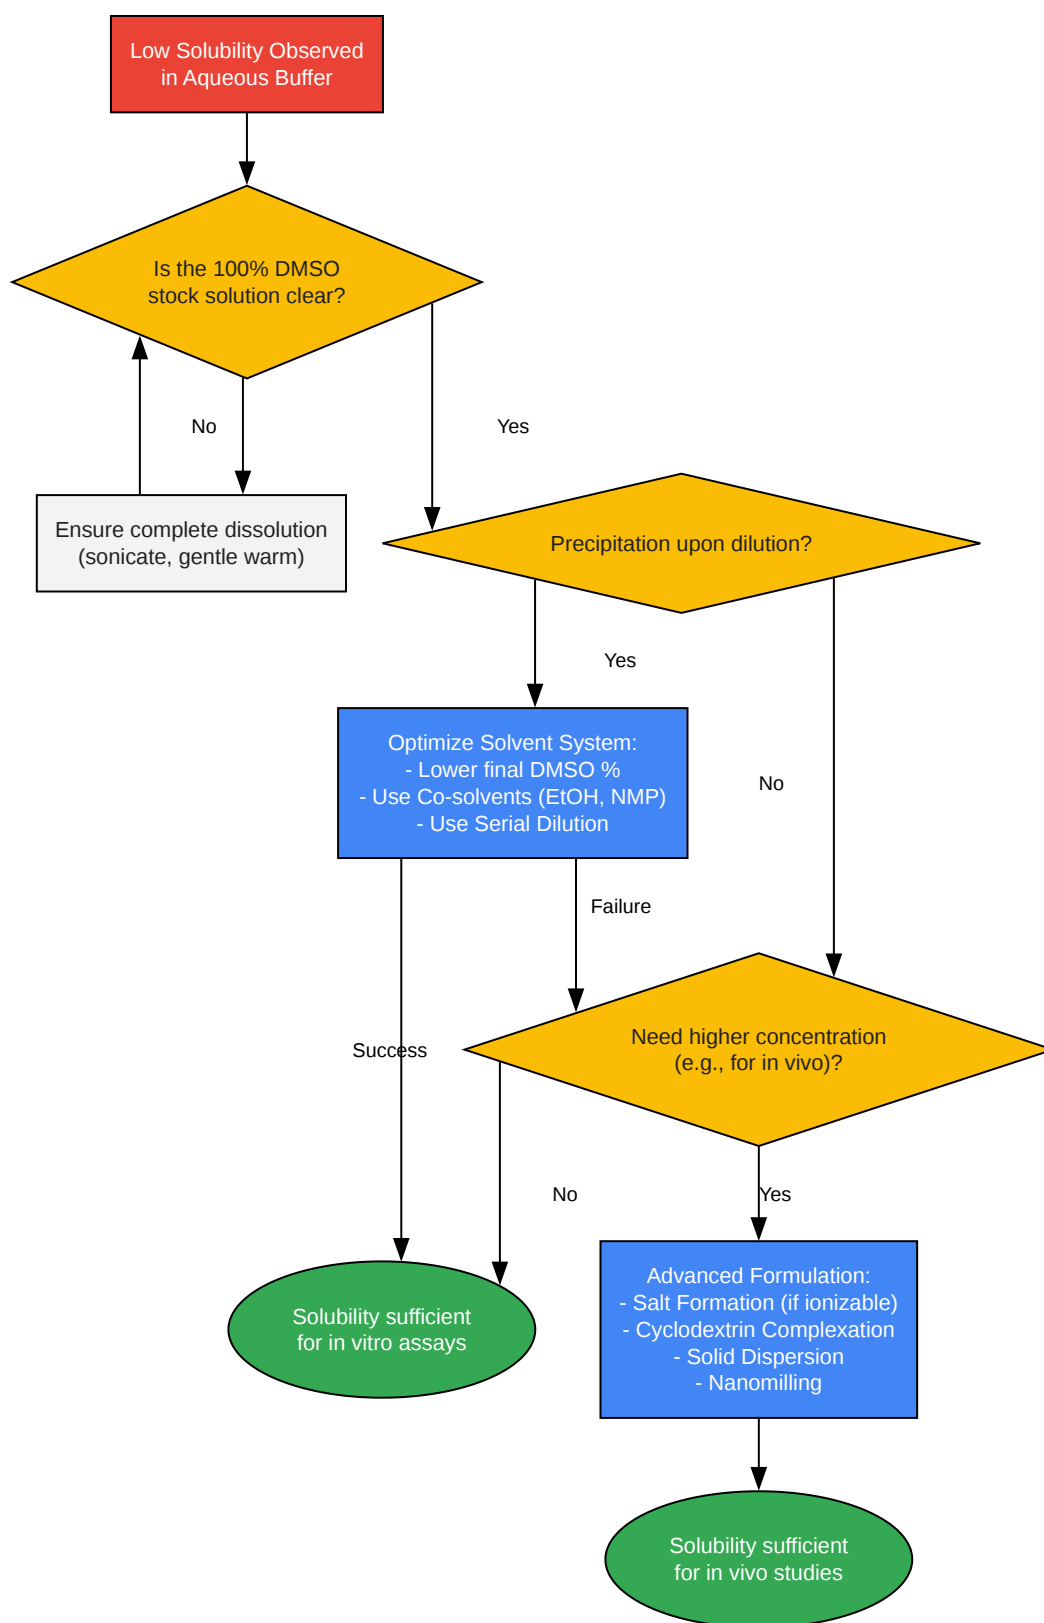 Low Solubility Observed
in Aqueous Buffer
Is the 100% DMSO
stock solution clear?
No
Yes
Ensure complete dissolution
(sonicate, gentle warm)
Precipitation upon dilution?
Yes
Optimize Solvent System:
- Lower final DMSO %
- Use Co-solvents (EtOH, NMP)
- Use Serial Dilution
No
Failure
Success
Need higher concentration
(e.g., for in vivo)?
No
Yes
Advanced Formulation:
- Salt Formation (if ionizable)
- Cyclodextrin Complexation
- Solid Dispersion
- Nanomilling
Solubility sufficient
for in vitro assays
Solubility sufficient
for in vivo studies